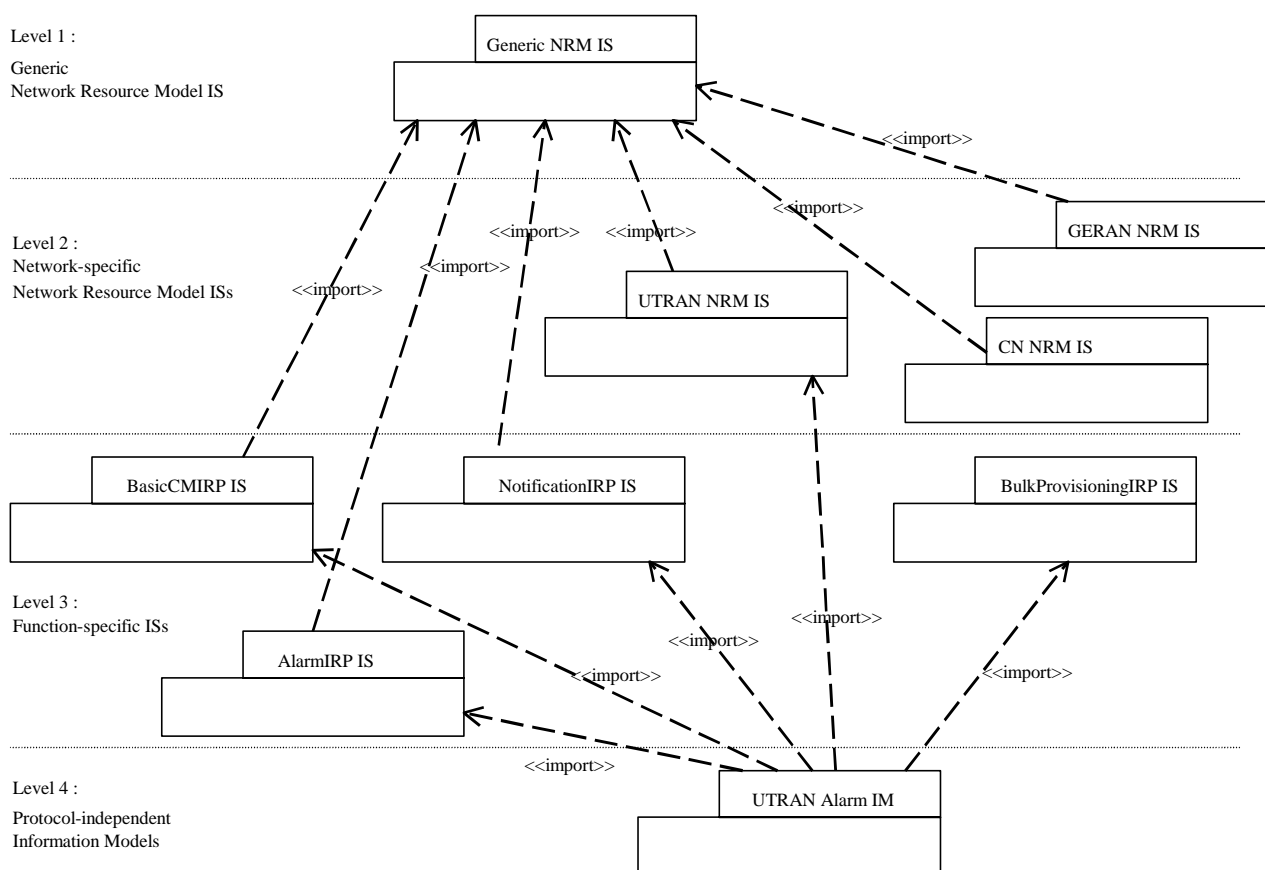 Level 1 :
Generic
Network Resource Model IS
Generic NRM IS
<<import>>
Level 2 :
Network-specific
Network Resource Model ISs
<<import>>
<<import>>
<<import>>
<<import>>
<<import>>
GERAN NRM IS
UTRAN NRM IS
CN NRM IS
BasicCMIRP IS
NotificationIRP IS
BulkProvisioningIRP IS
Level 3 :
Function-specific ISs
<<import>>
<<import>>
<<import>>
<<import>>
AlarmIRP IS
<<import>>
Level 4 :
Protocol-independent
Information Models
UTRAN Alarm IM